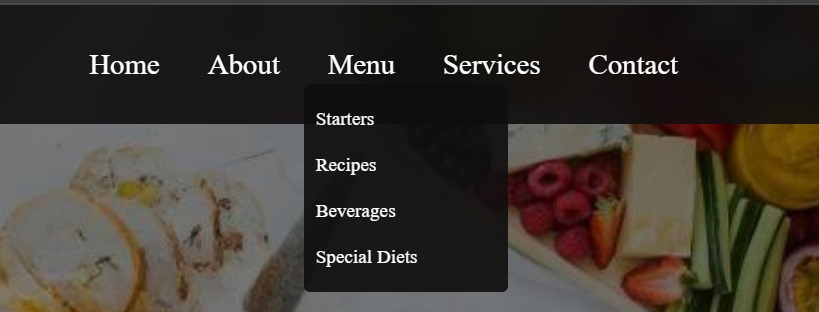 Home About Menu Services Contact
Starters
Recipes
Beverages
Special Diets